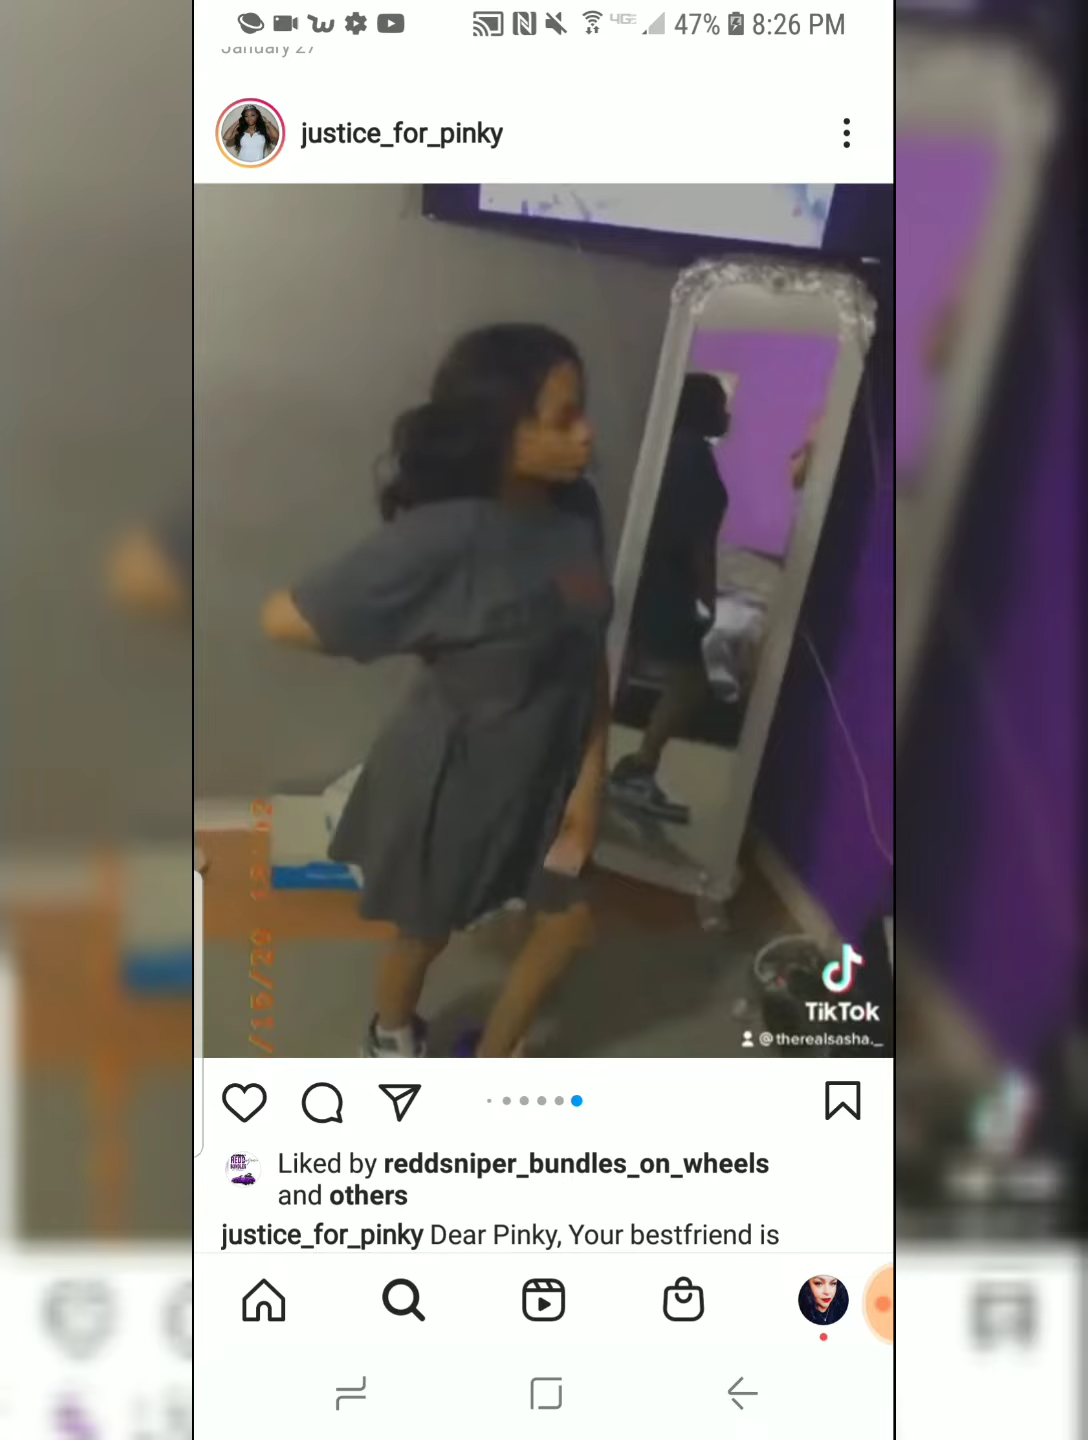 47% 8:26 PM
January 27
justice_for_pinky
TikTok
@therealsasha._
Liked by reddsniper_bundles_on_wheels
and others
justice_for_pinky Dear Pinky, Your bestfriend is